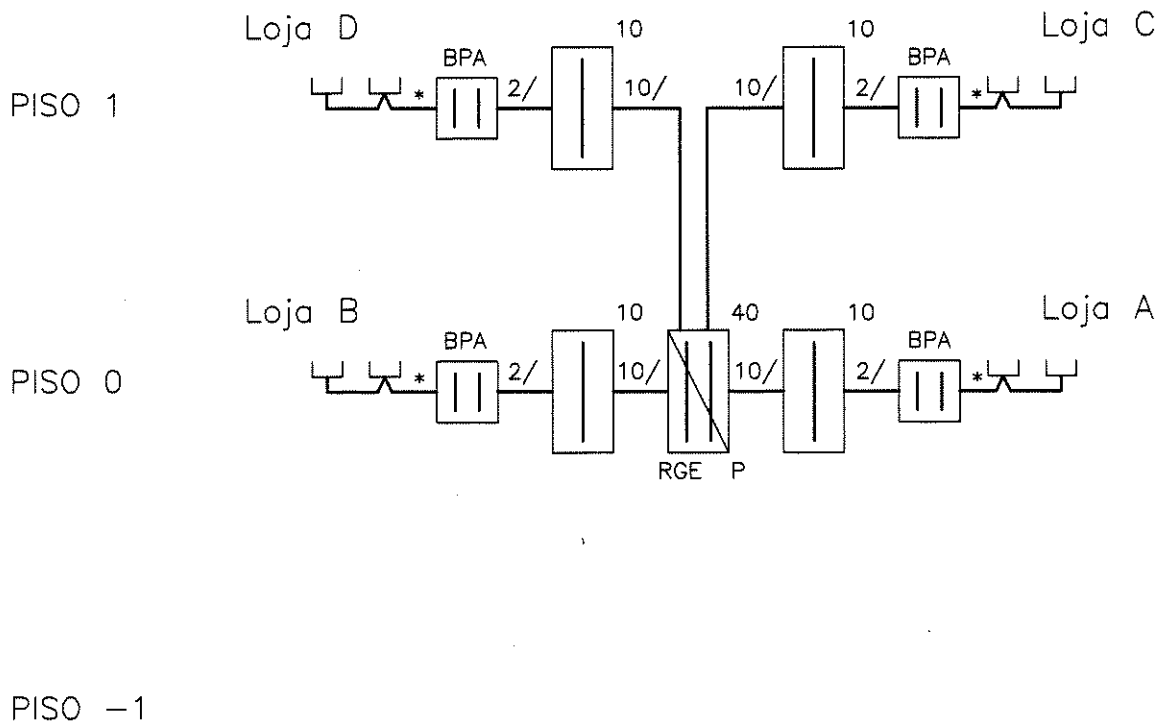 Loja D 10 10 Loja C
BPA BPA
PISO 1 * 2/ 10/ 10/ 2/ *
Loja B 10 40 10 Loja A
BPA BPA
PISO 0 * 2/ 10/ 10/ 2/ *
RGE P
PISO -1